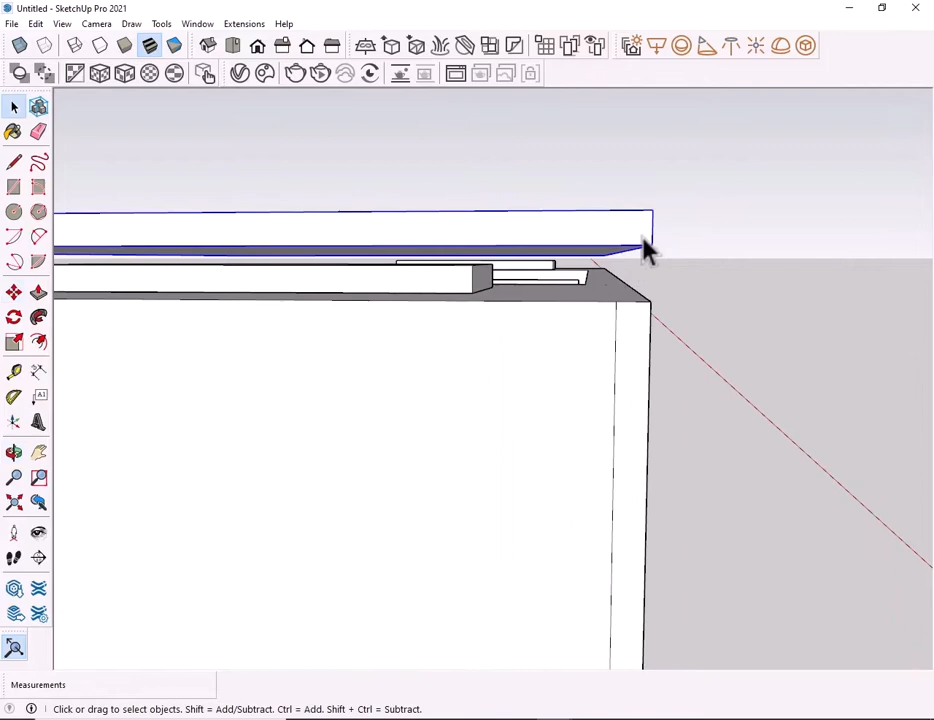 Untitled - SketchUp Pro 2021
File Edit View Camera Draw Tools Window Extensions Help
A1
Measurements
Click or drag to select objects. Shift = Add/Subtract. Ctrl = Add. Shift + Ctrl = Subtract.